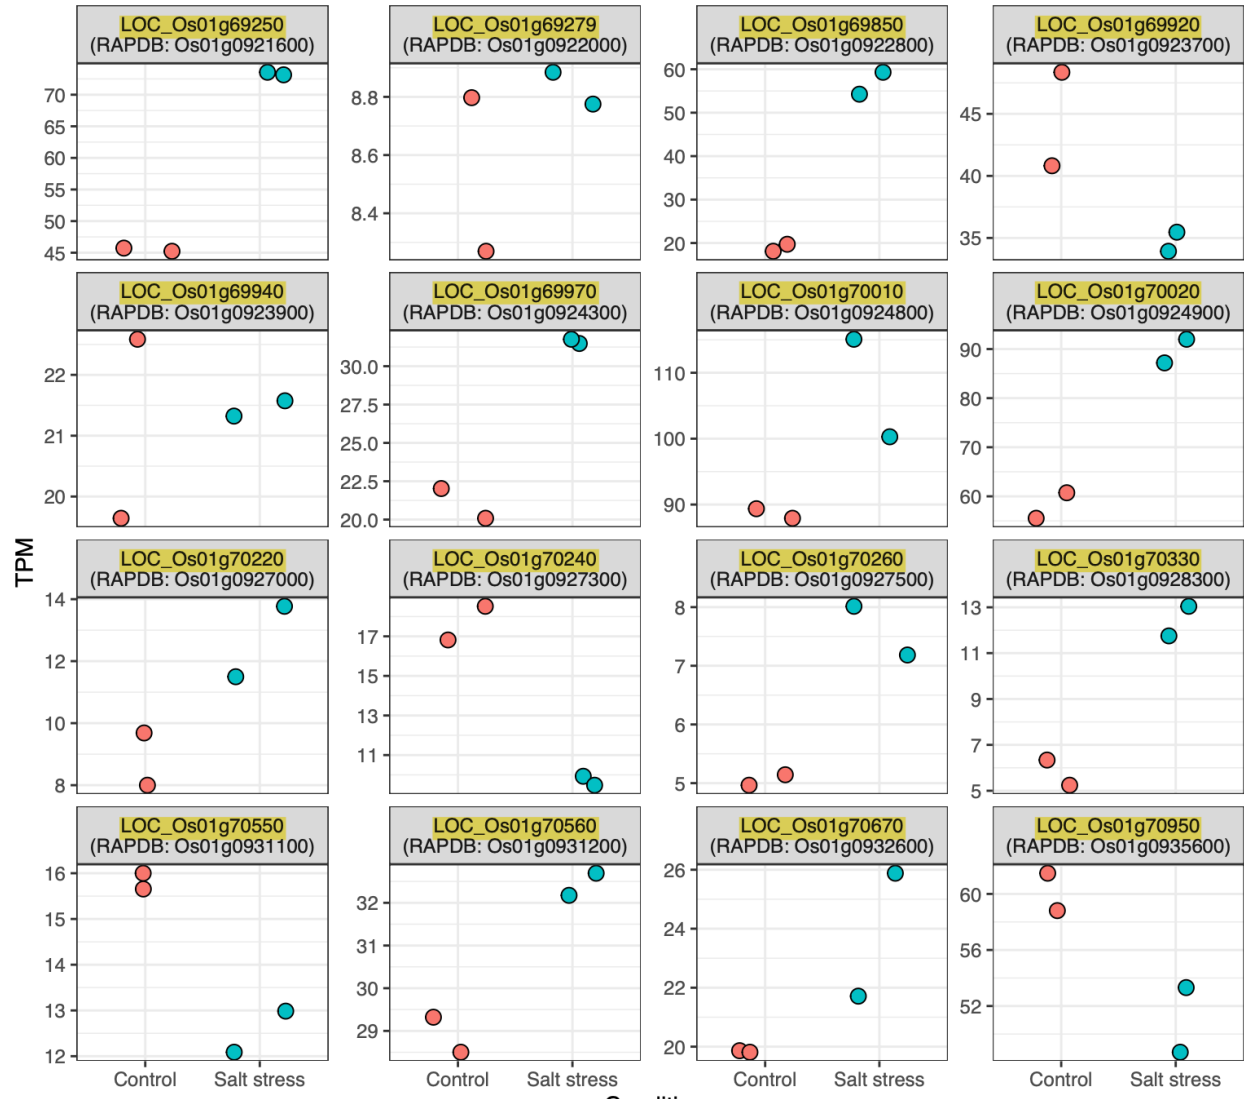 LOC_Os01g69250
(RAPDB: Os01g0921600)
LOC_Os01g69279
(RAPDB: Os01g0922000)
LOC_Os01g69850
(RAPDB: Os01g0922800)
LOC_Os01g69920
(RAPDB: Os01g0923700)
70
65
60
55
50
45
8.8
8.6
8.4
60
50
40
30
20
45
40
35
LOC_Os01g69940
(RAPDB: Os01g0923900)
LOC_Os01g69970
(RAPDB: Os01g0924300)
LOC_Os01g70010
(RAPDB: Os01g0924800)
LOC_Os01g70020
(RAPDB: Os01g0924900)
22
21
20
30.0
27.5
25.0
22.5
20.0
110
100
90
90
80
70
60
TPM
LOC_Os01g70220
(RAPDB: Os01g0927000)
LOC_Os01g70240
(RAPDB: Os01g0927300)
LOC_Os01g70260
(RAPDB: Os01g0927500)
LOC_Os01g70330
(RAPDB: Os01g0928300)
14
12
10
8
17
15
13
11
8
7
6
5
13
11
9
7
5
LOC_Os01g70550
(RAPDB: Os01g0931100)
LOC_Os01g70560
(RAPDB: Os01g0931200)
LOC_Os01g70670
(RAPDB: Os01g0932600)
LOC_Os01g70950
(RAPDB: Os01g0935600)
16
15
14
13
12
32
31
30
29
26
24
22
20
60
56
52
Control Salt stress
Control Salt stress
Control Salt stress
Control Salt stress